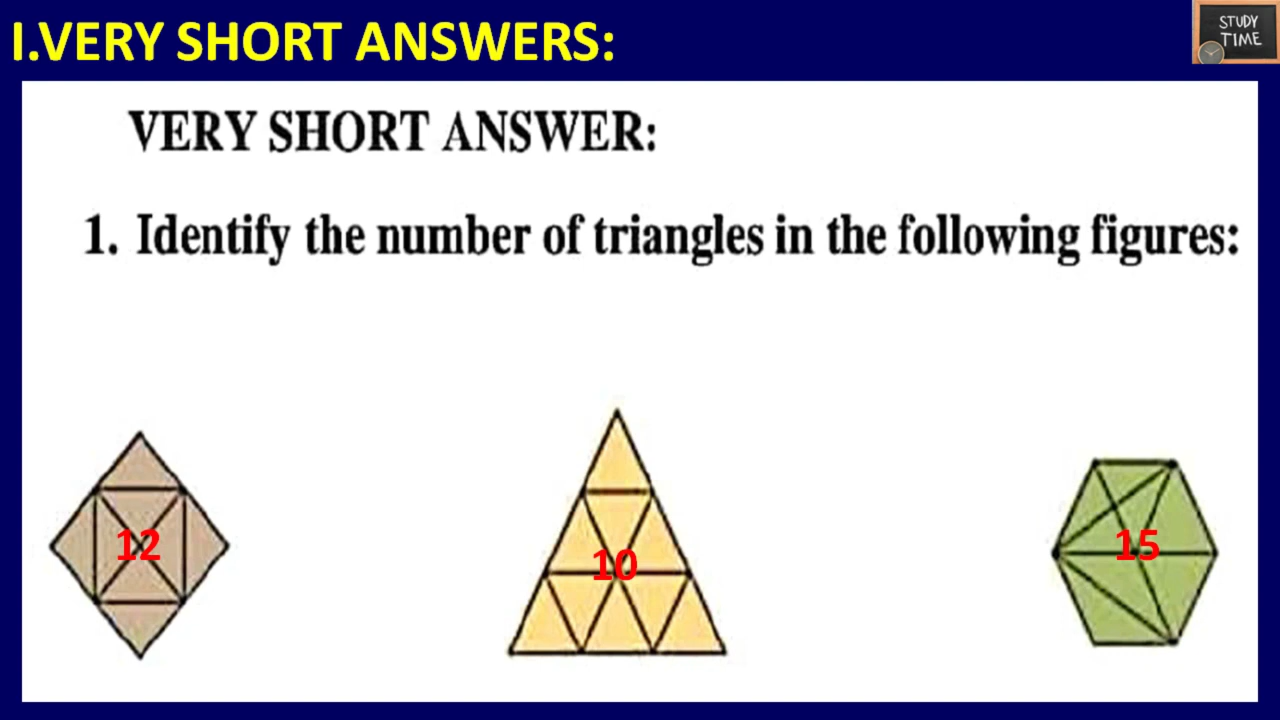 I.VERY SHORT ANSWERS:
STUDY
TIME
VERY SHORT ANSWER:
1. Identify the number of triangles in the following figures:
12
10
15